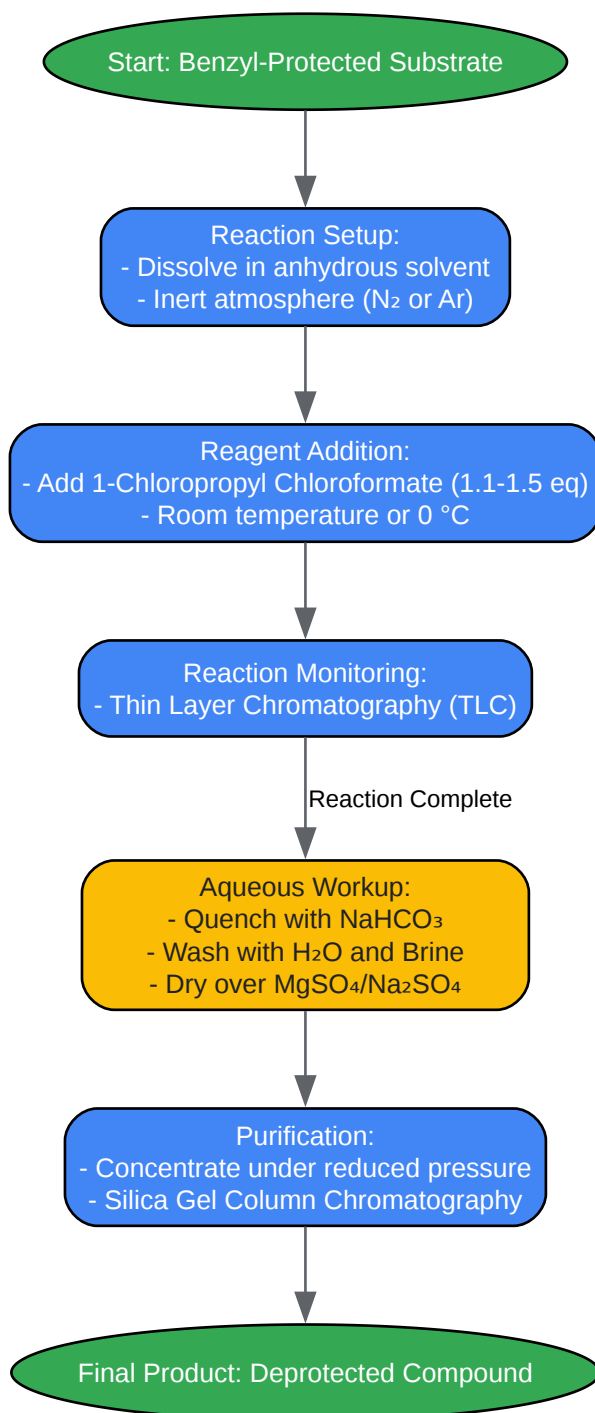 Start: Benzyl-Protected Substrate
Reaction Setup:
- Dissolve in anhydrous solvent
- Inert atmosphere (N₂ or Ar)
Reagent Addition:
- Add 1-Chloropropyl Chloroformate (1.1-1.5 eq)
- Room temperature or 0 °C
Reaction Monitoring:
- Thin Layer Chromatography (TLC)
Reaction Complete
Aqueous Workup:
- Quench with NaHCO₃
- Wash with H₂O and Brine
- Dry over MgSO₄/Na₂SO₄
Purification:
- Concentrate under reduced pressure
- Silica Gel Column Chromatography
Final Product: Deprotected Compound